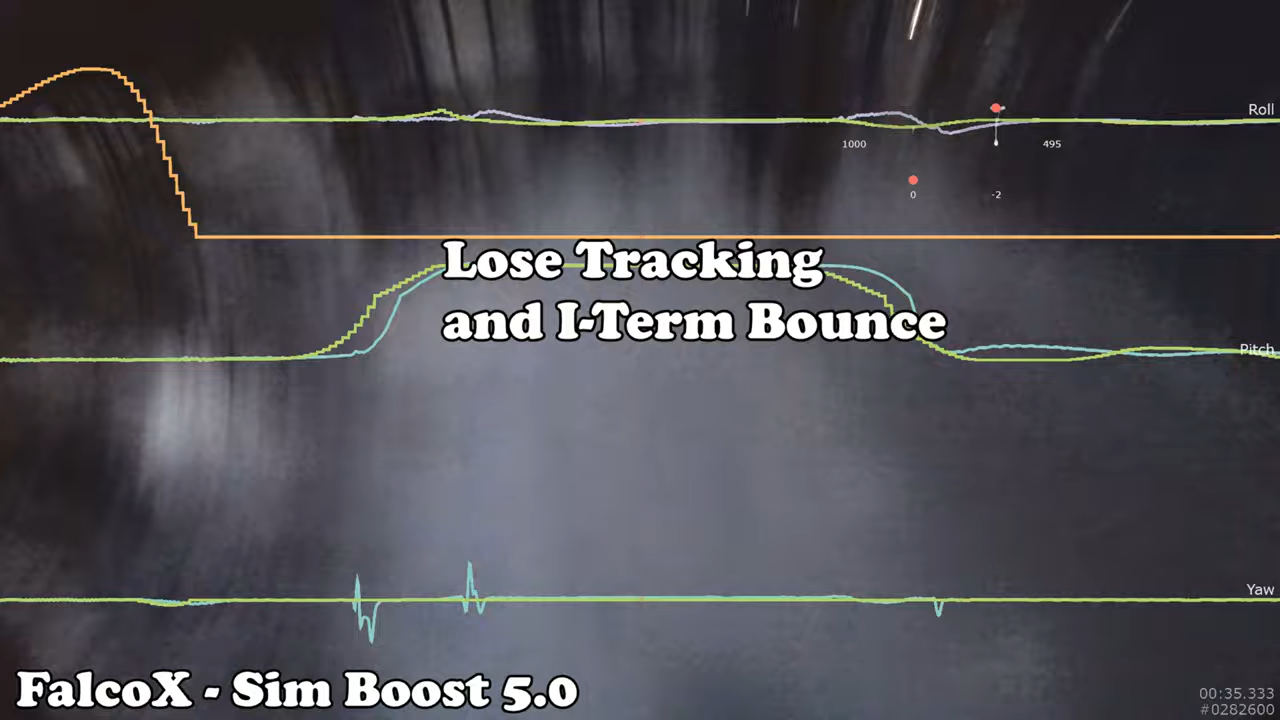 Roll
1000
495
0
-2
Lose Tracking
and I-Term Bounce
Pitch
Yaw
FalcoX - Sim Boost 5.0
00:35.333
#0282600